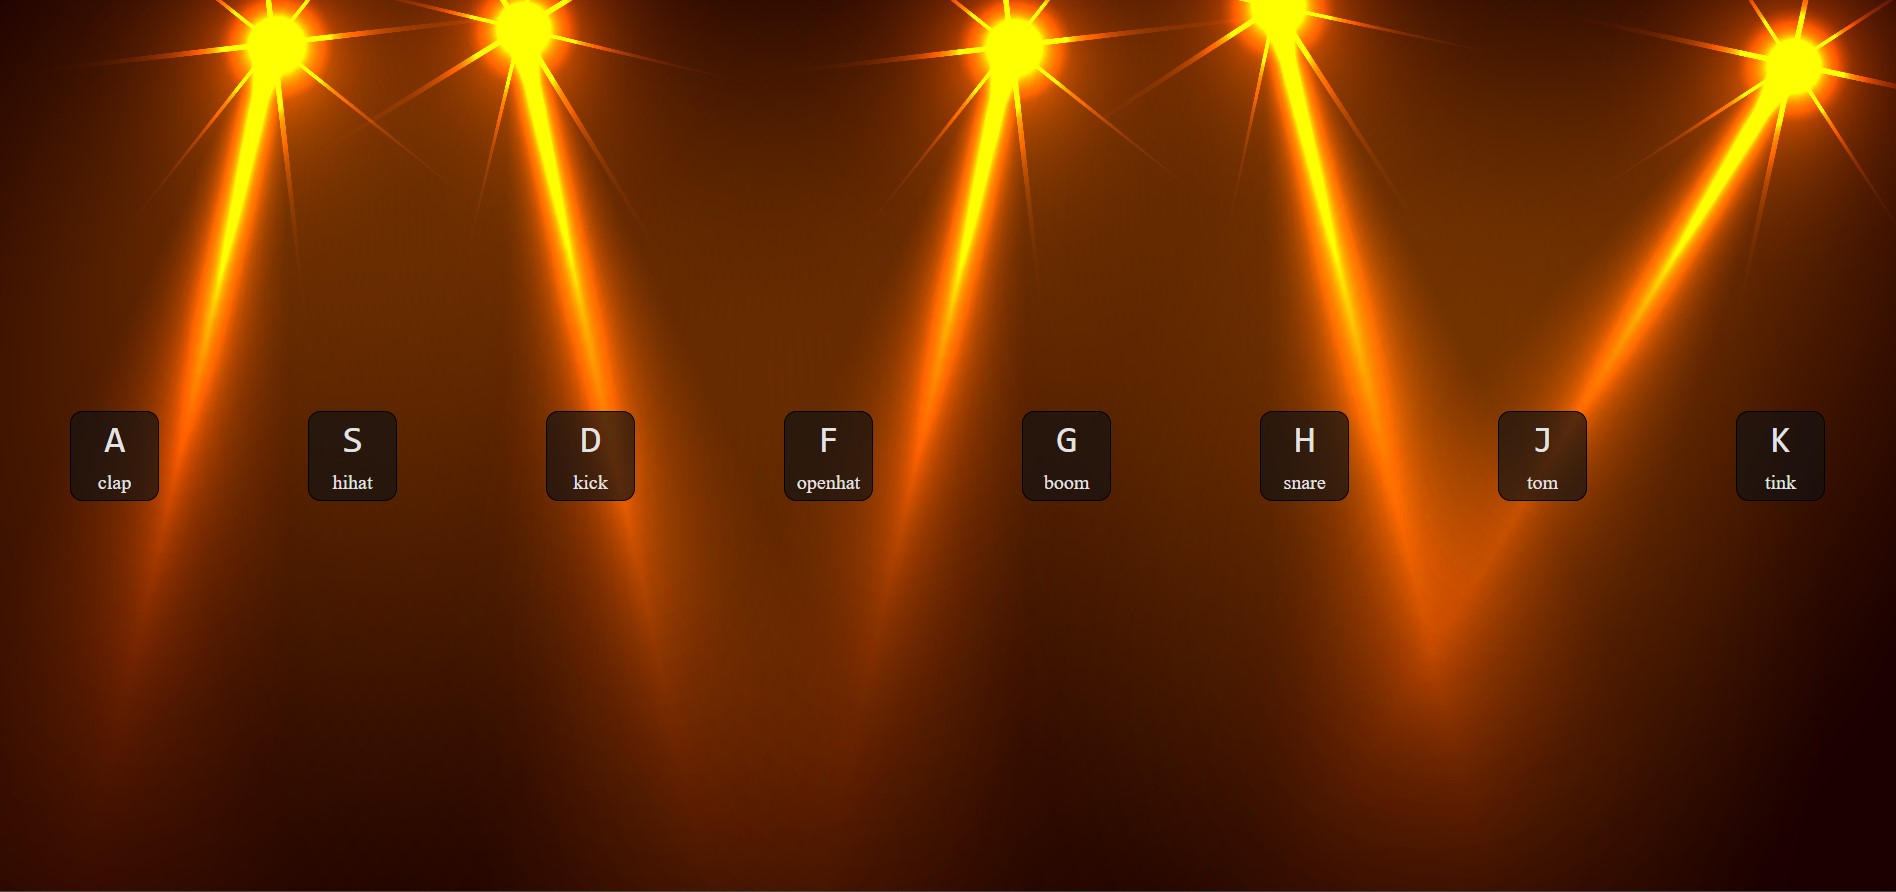 A
clap
S
hihat
D
kick
F
openhat
G
boom
H
snare
J
tom
K
tink